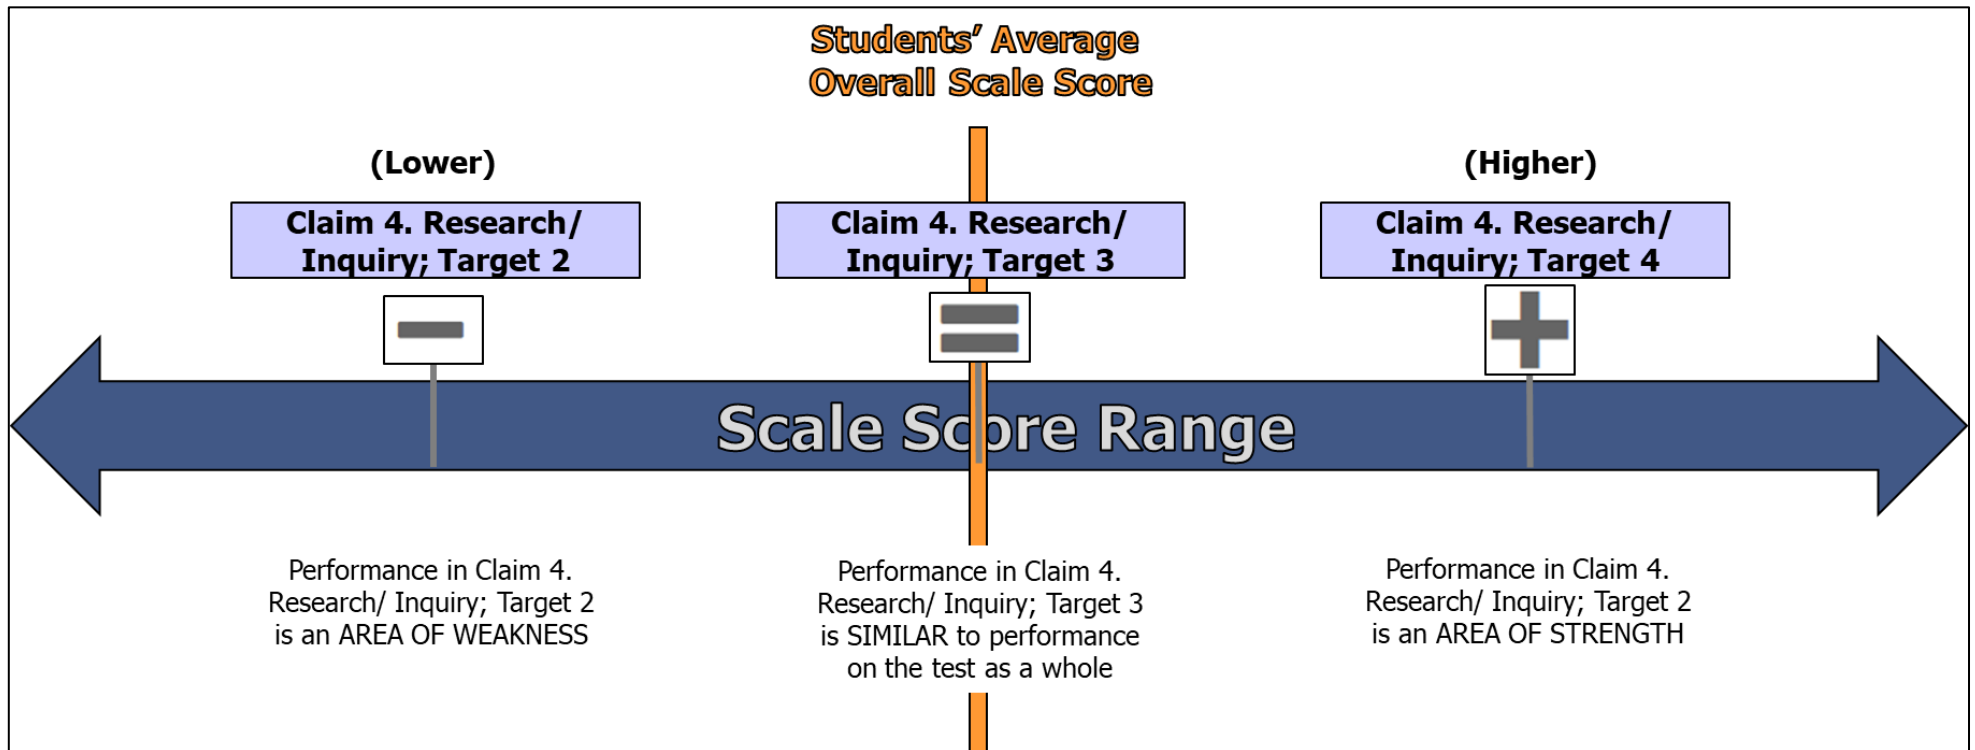 Students’ Average
Overall Scale Score
(Lower)
(Higher)
Claim 4. Research/
Inquiry; Target 2
Claim 4. Research/
Inquiry; Target 3
Claim 4. Research/
Inquiry; Target 4
Scale Score Range
Performance in Claim 4.
Research/ Inquiry; Target 2
is an AREA OF WEAKNESS
Performance in Claim 4.
Research/ Inquiry; Target 3
is SIMILAR to performance
on the test as a whole
Performance in Claim 4.
Research/ Inquiry; Target 2
is an AREA OF STRENGTH